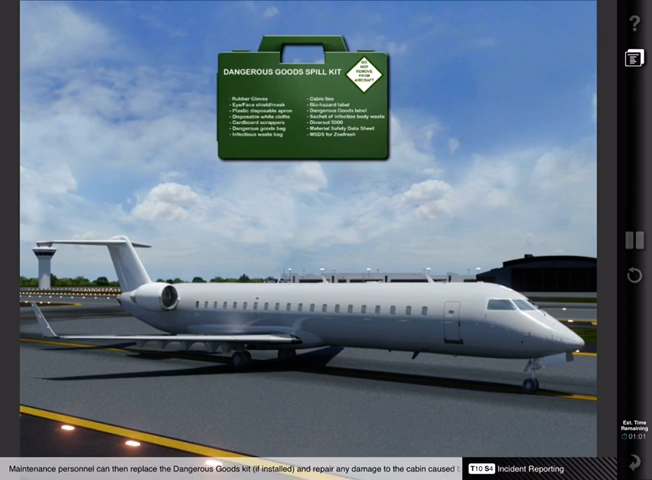 DANGEROUS GOODS SPILL KIT
DO
NOT
REMOVE
FROM
AIRCRAFT
- Rubber Gloves
- Eye/Face shield/mask
- Plastic disposable apron
- Disposable white cloths
- Cardboard scrappers
- Dangerous goods bag
- Infectious waste bag
- Cable ties
- Bio-hazard label
- Dangerous Goods label
- Sachet of infectious body waste
- Diversol 5000
- Material Safety Data Sheet
- MSDS for Zoefresh
?
Est. Time
Remaining
01:01
Maintenance personnel can then replace the Dangerous Goods kit (if installed) and repair any damage to the cabin caused
T10 S4 Incident Reporting